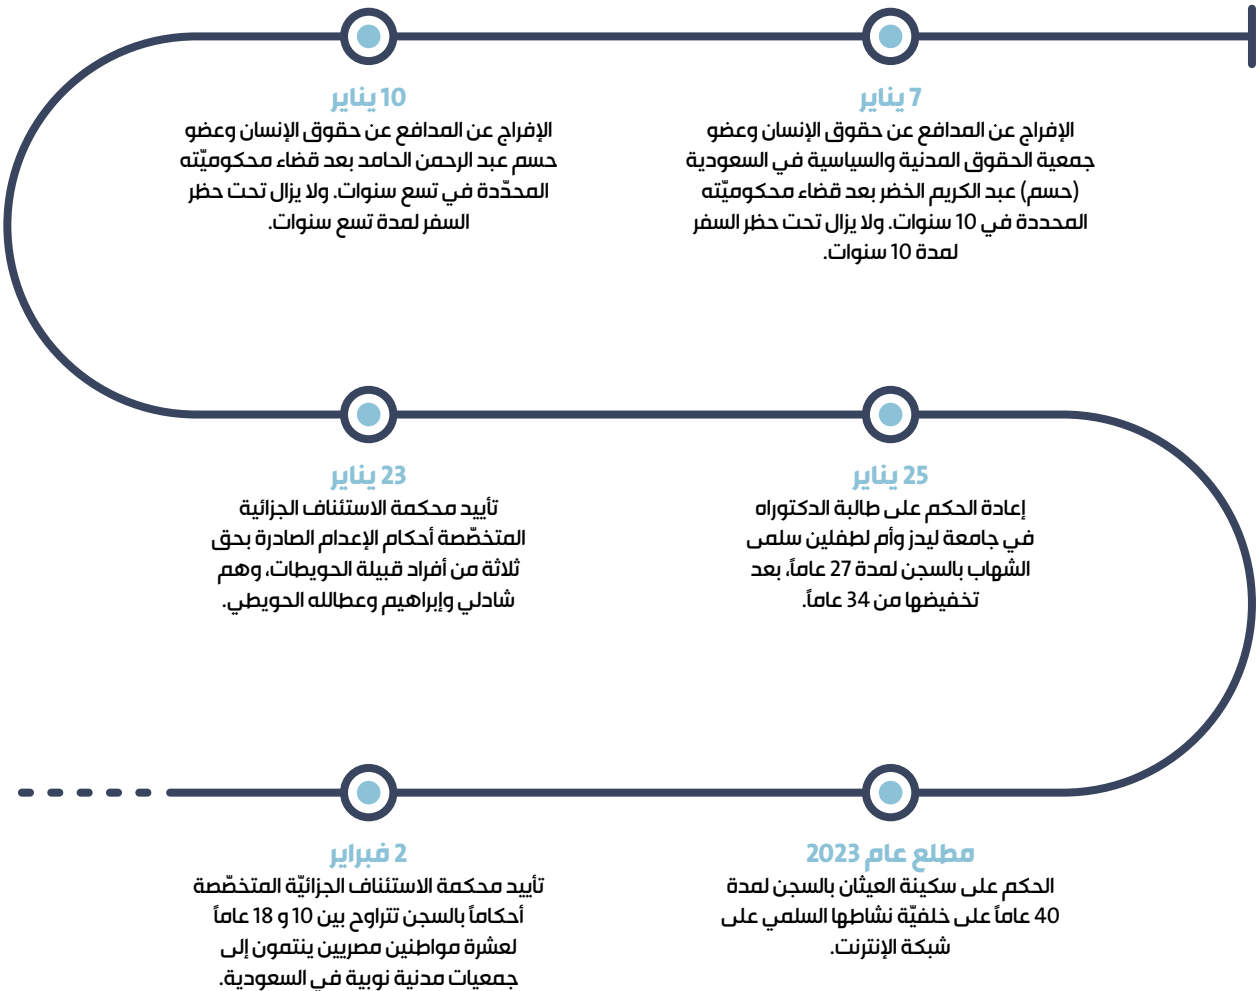 7 يناير
الإفراج عن المدافع عن حقوق الإنسان وعضو
جمعية الحقوق المدنية والسياسية في السعودية
(حسم) عبد الكريم الخضر بعد قضاء محكوميّته
المحددة في 10 سنوات. ولا يزال تحت حظر السفر
لمدة 10 سنوات.
10 يناير
الإفراج عن المدافع عن حقوق الإنسان وعضو
حسم عبد الرحمن الحامد بعد قضاء محكوميّته
المحدّدة في تسع سنوات. ولا يزال تحت حظر
السفر لمدة تسع سنوات.
23 يناير
تأييد محكمة الاستئناف الجزائية
المتخصّصة أحكام الإعدام الصادرة بحق
ثلاثة من أفراد قبيلة الحويطات، وهم
شادلي وإبراهيم وعطالله الحويطي.
25 يناير
إعادة الحكم على طالبة الدكتوراه
في جامعة ليدز وأم لطفلين سلمى
الشهاب بالسجن لمدة 27 عاماً، بعد
تخفيضها من 34 عاماً.
مطلع عام 2023
الحكم على سكينة العيثان بالسجن لمدة
40 عاماً على خلفيّة نشاطها السلمي على
شبكة الإنترنت.
2 فبراير
تأييد محكمة الاستئناف الجزائيّة المتخصّصة
أحكاماً بالسجن تتراوح بين 10 و 18 عاماً
لعشرة مواطنين مصريين ينتمون إلى
جمعيات مدنية نوبية في السعودية.